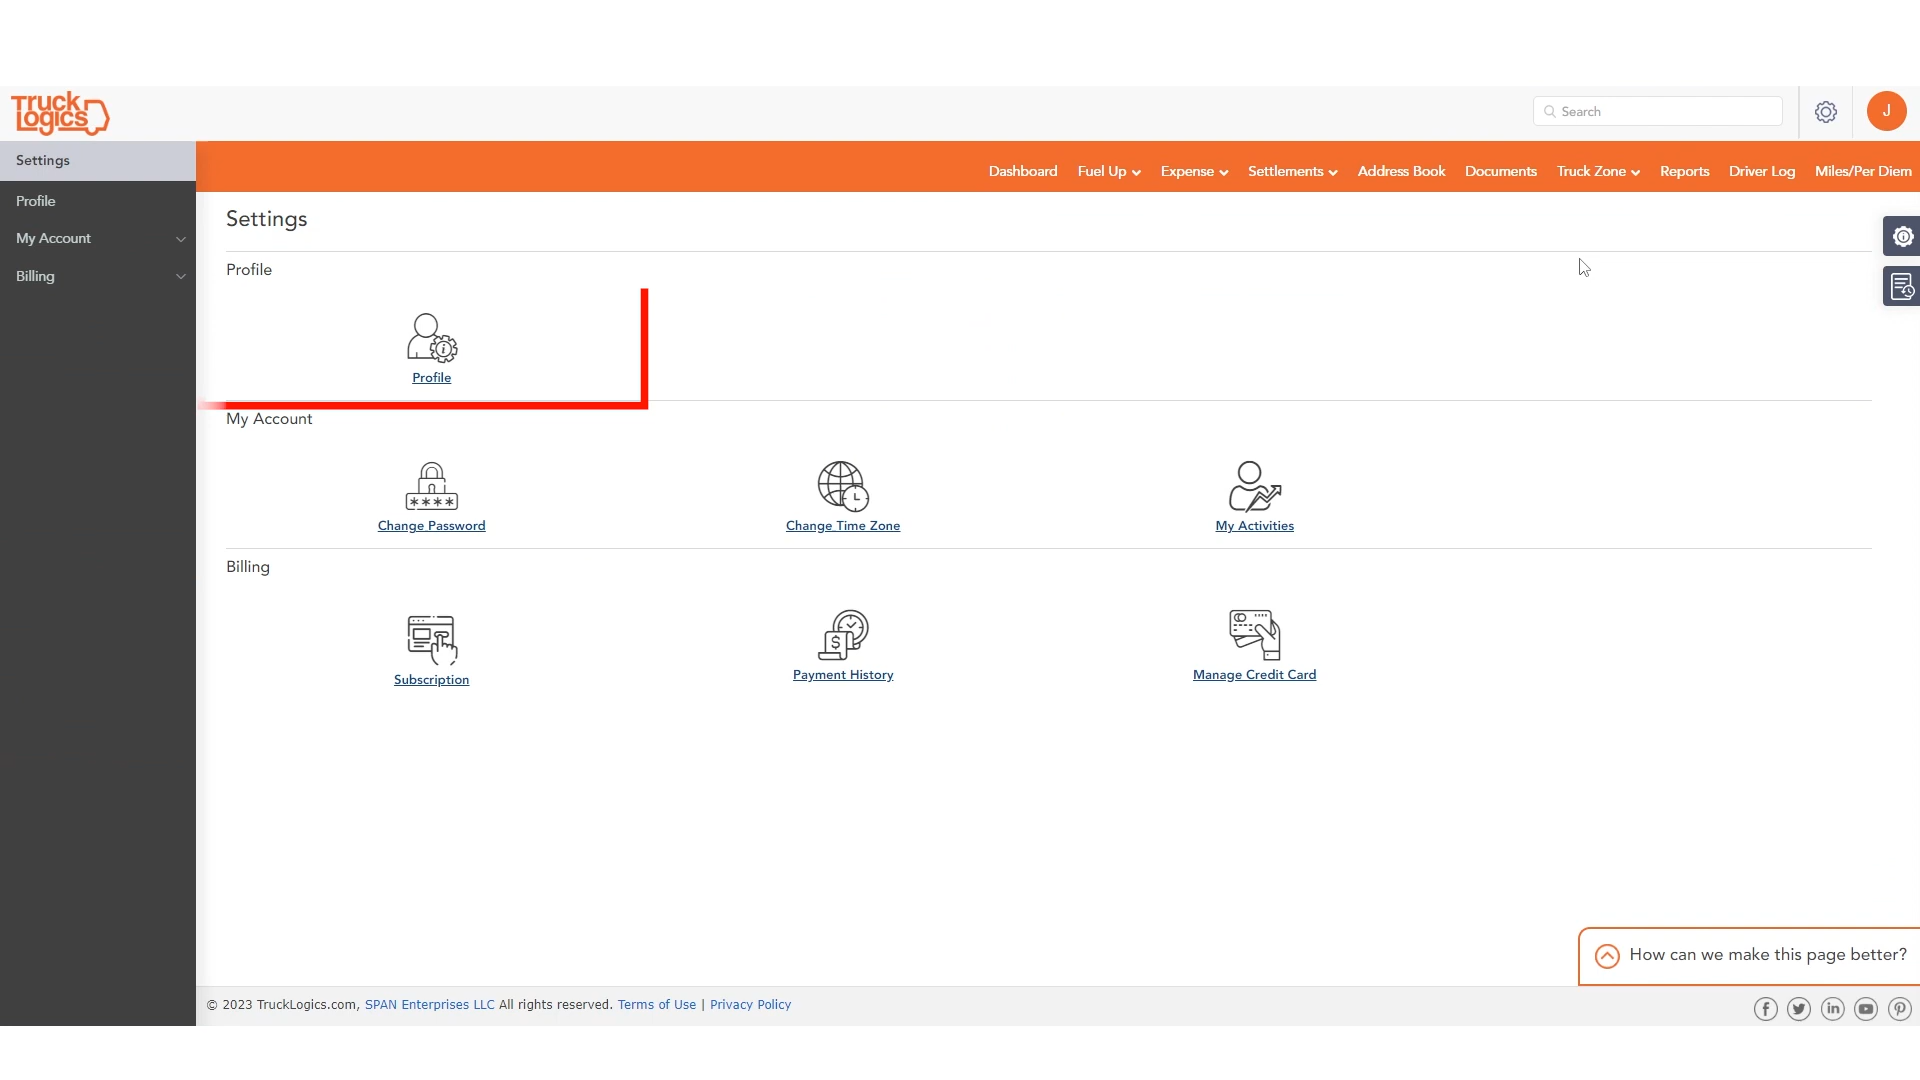 Truck
Logics
Search
J
Settings
Profile
My Account
Billing
Dashboard Fuel Up Expense Settlements Address Book Documents Truck Zone Reports Driver Log Miles/Per Diem
Settings
Profile
Profile
My Account
****
Change Password Change Time Zone My Activities
Billing
$
Subscription Payment History Manage Credit Card
How can we make this page better?
© 2023 TruckLogics.com, SPAN Enterprises LLC All rights reserved. Terms of Use | Privacy Policy